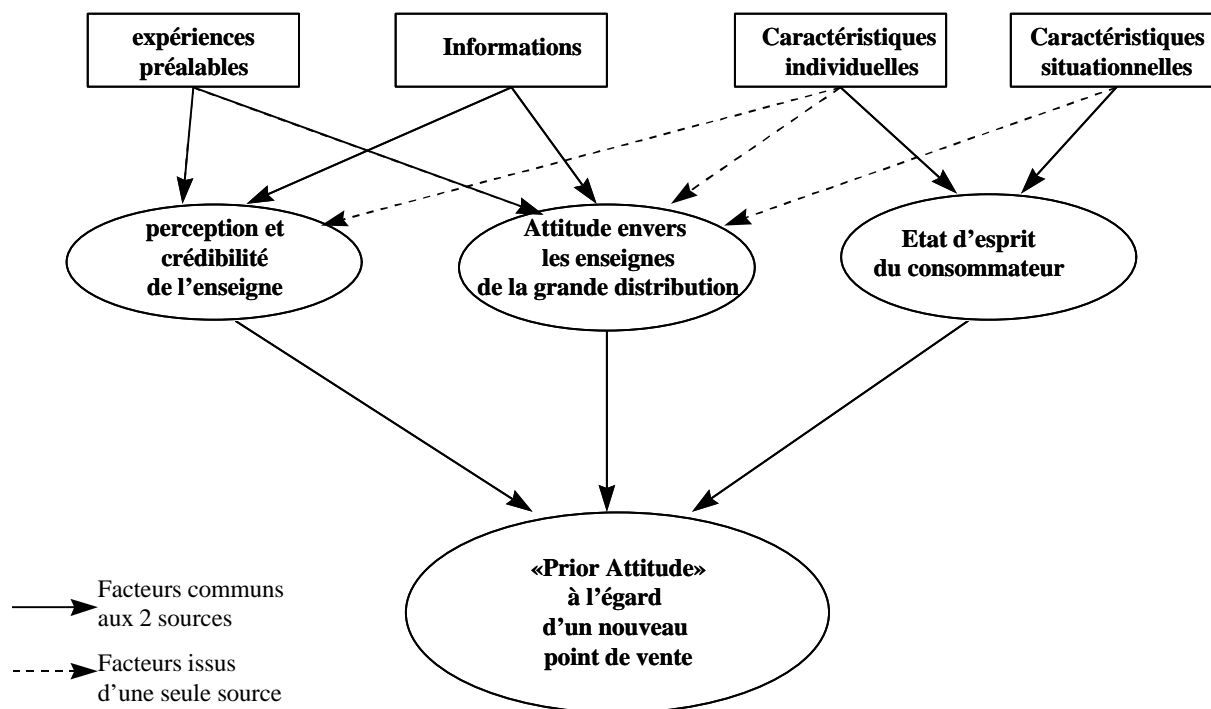 expériences
préalables
Informations
Caractéristiques
individuelles
Caractéristiques
situationnelles
perception et
crédibilité
de l’enseigne
Attitude envers
les enseignes
de la grande distribution
Etat d’esprit
du consommateur
«Prior Attitude»
à l’égard
d’un nouveau
point de vente
Facteurs communs
aux 2 sources
Facteurs issus
d’une seule source